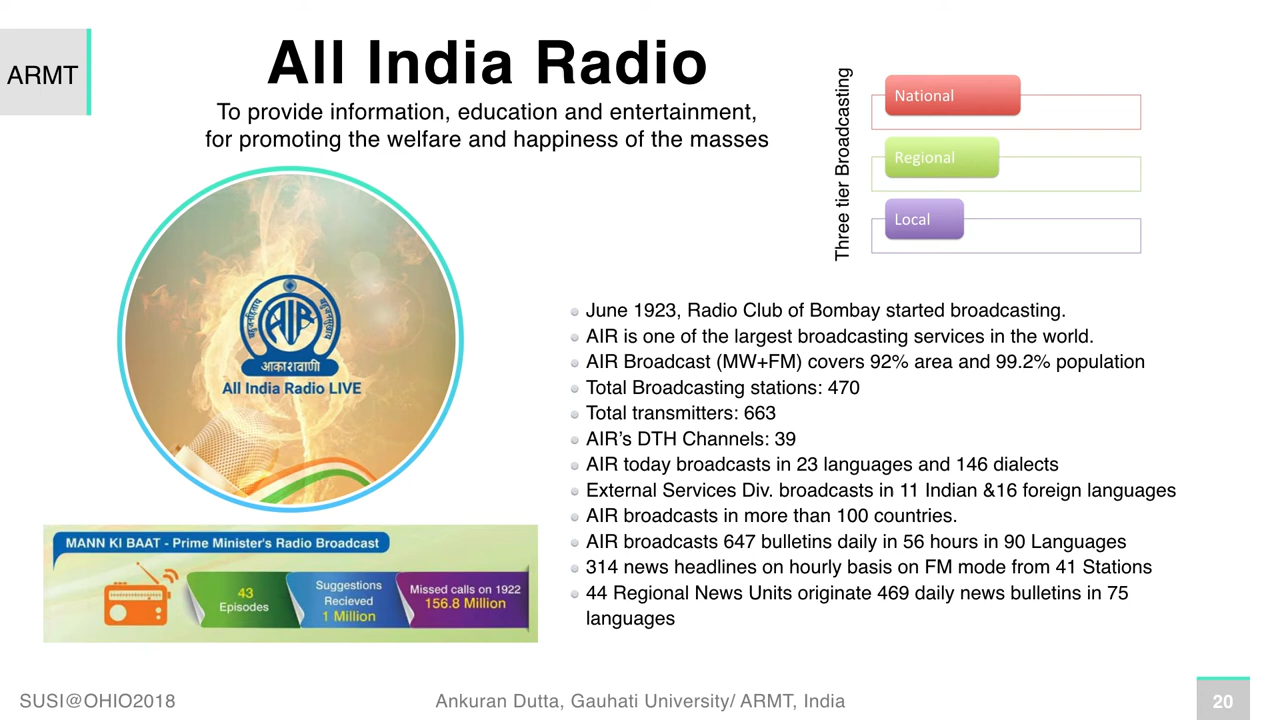 ARMT
All India Radio
To provide information, education and entertainment,
for promoting the welfare and happiness of the masses
Three tier Broadcasting
National
Regional
Local
बहुजनहिताय
बहुजनसुखाय
AIR
आकाशवाणी
All India Radio LIVE
June 1923, Radio Club of Bombay started broadcasting.
AIR is one of the largest broadcasting services in the world.
AIR Broadcast (MW+FM) covers 92% area and 99.2% population
Total Broadcasting stations: 470
Total transmitters: 663
AIR’s DTH Channels: 39
AIR today broadcasts in 23 languages and 146 dialects
External Services Div. broadcasts in 11 Indian &16 foreign languages
AIR broadcasts in more than 100 countries.
AIR broadcasts 647 bulletins daily in 56 hours in 90 Languages
314 news headlines on hourly basis on FM mode from 41 Stations
44 Regional News Units originate 469 daily news bulletins in 75
languages
MANN KI BAAT - Prime Minister's Radio Broadcast
43
Episodes
Suggestions
Recieved
1 Million
Missed calls on 1922
156.8 Million
SUSI@OHIO2018
Ankuran Dutta, Gauhati University/ ARMT, India
20